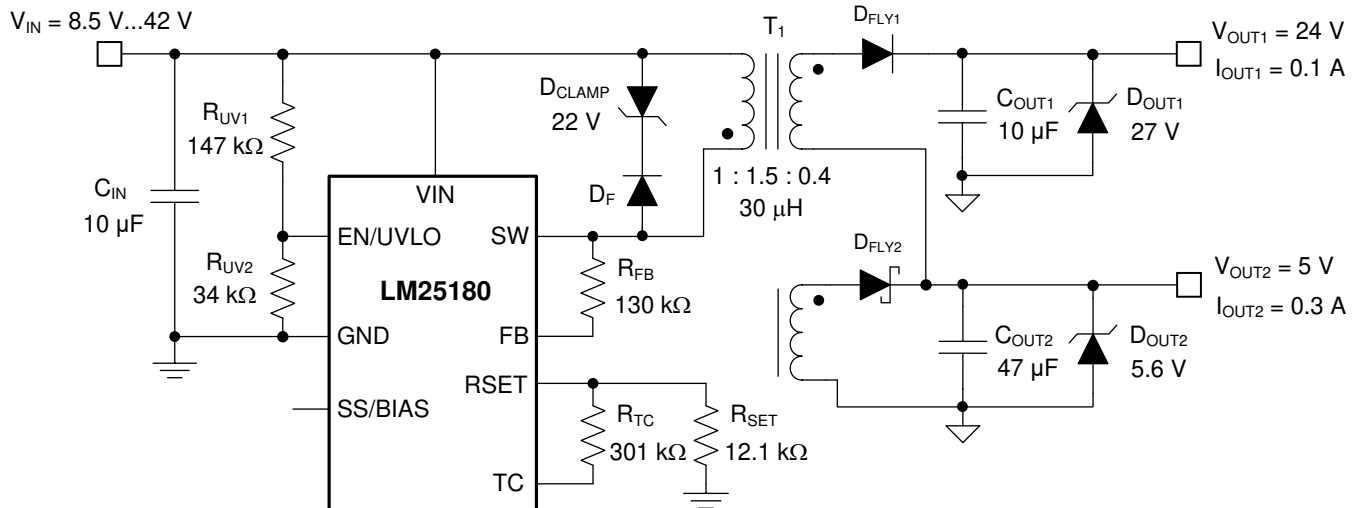 V_IN = 8.5 V...42 V
T_1
D_FLY1
V_OUT1 = 24 V
I_OUT1 = 0.1 A
D_CLAMP
22 V
R_UV1
147 kΩ
C_OUT1
10 µF
D_OUT1
27 V
1 : 1.5 : 0.4
30 μH
C_IN
10 µF
VIN
D_F
EN/UVLO
SW
D_FLY2
V_OUT2 = 5 V
I_OUT2 = 0.3 A
R_UV2
34 kΩ
LM25180
R_FB
130 kΩ
GND
FB
C_OUT2
47 µF
D_OUT2
5.6 V
RSET
SS/BIAS
R_TC
301 kΩ
R_SET
12.1 kΩ
TC